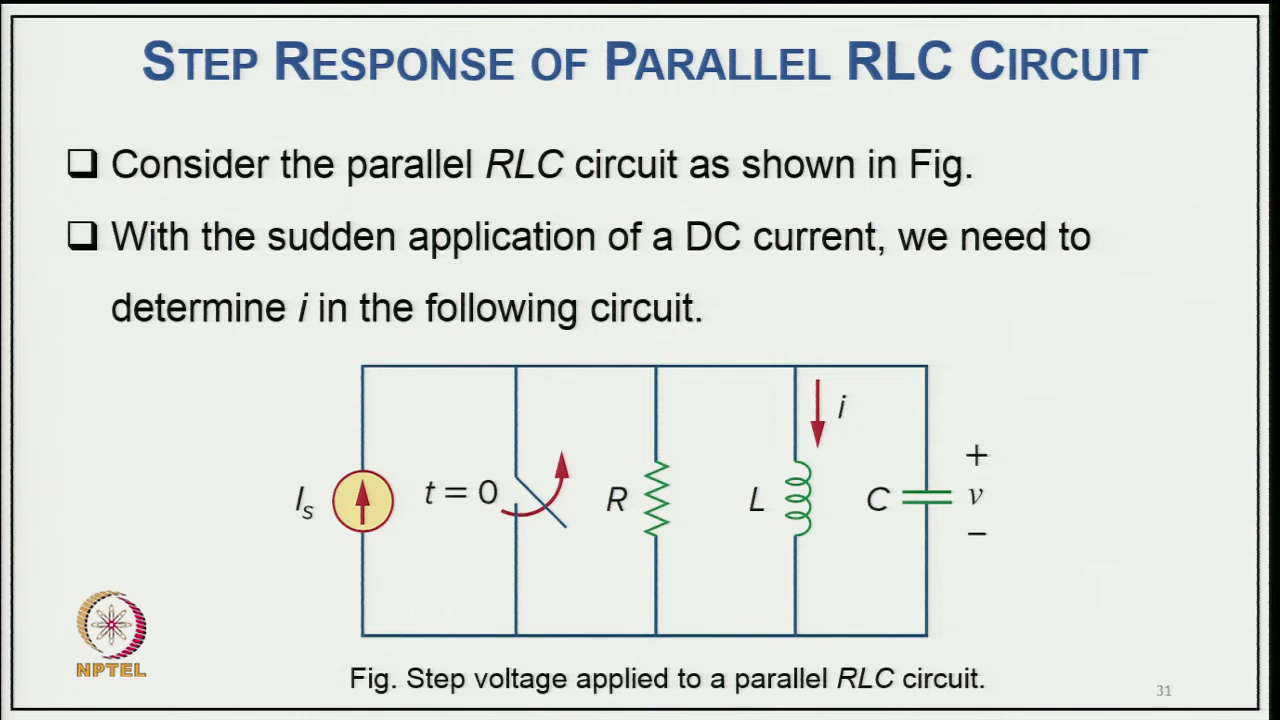 STEP RESPONSE OF PARALLEL RLC CIRCUIT
❑ Consider the parallel RLC circuit as shown in Fig.
❑ With the sudden application of a DC current, we need to
determine i in the following circuit.
i
+
I_s t = 0 R L C v
−
NPTEL
Fig. Step voltage applied to a parallel RLC circuit.
31